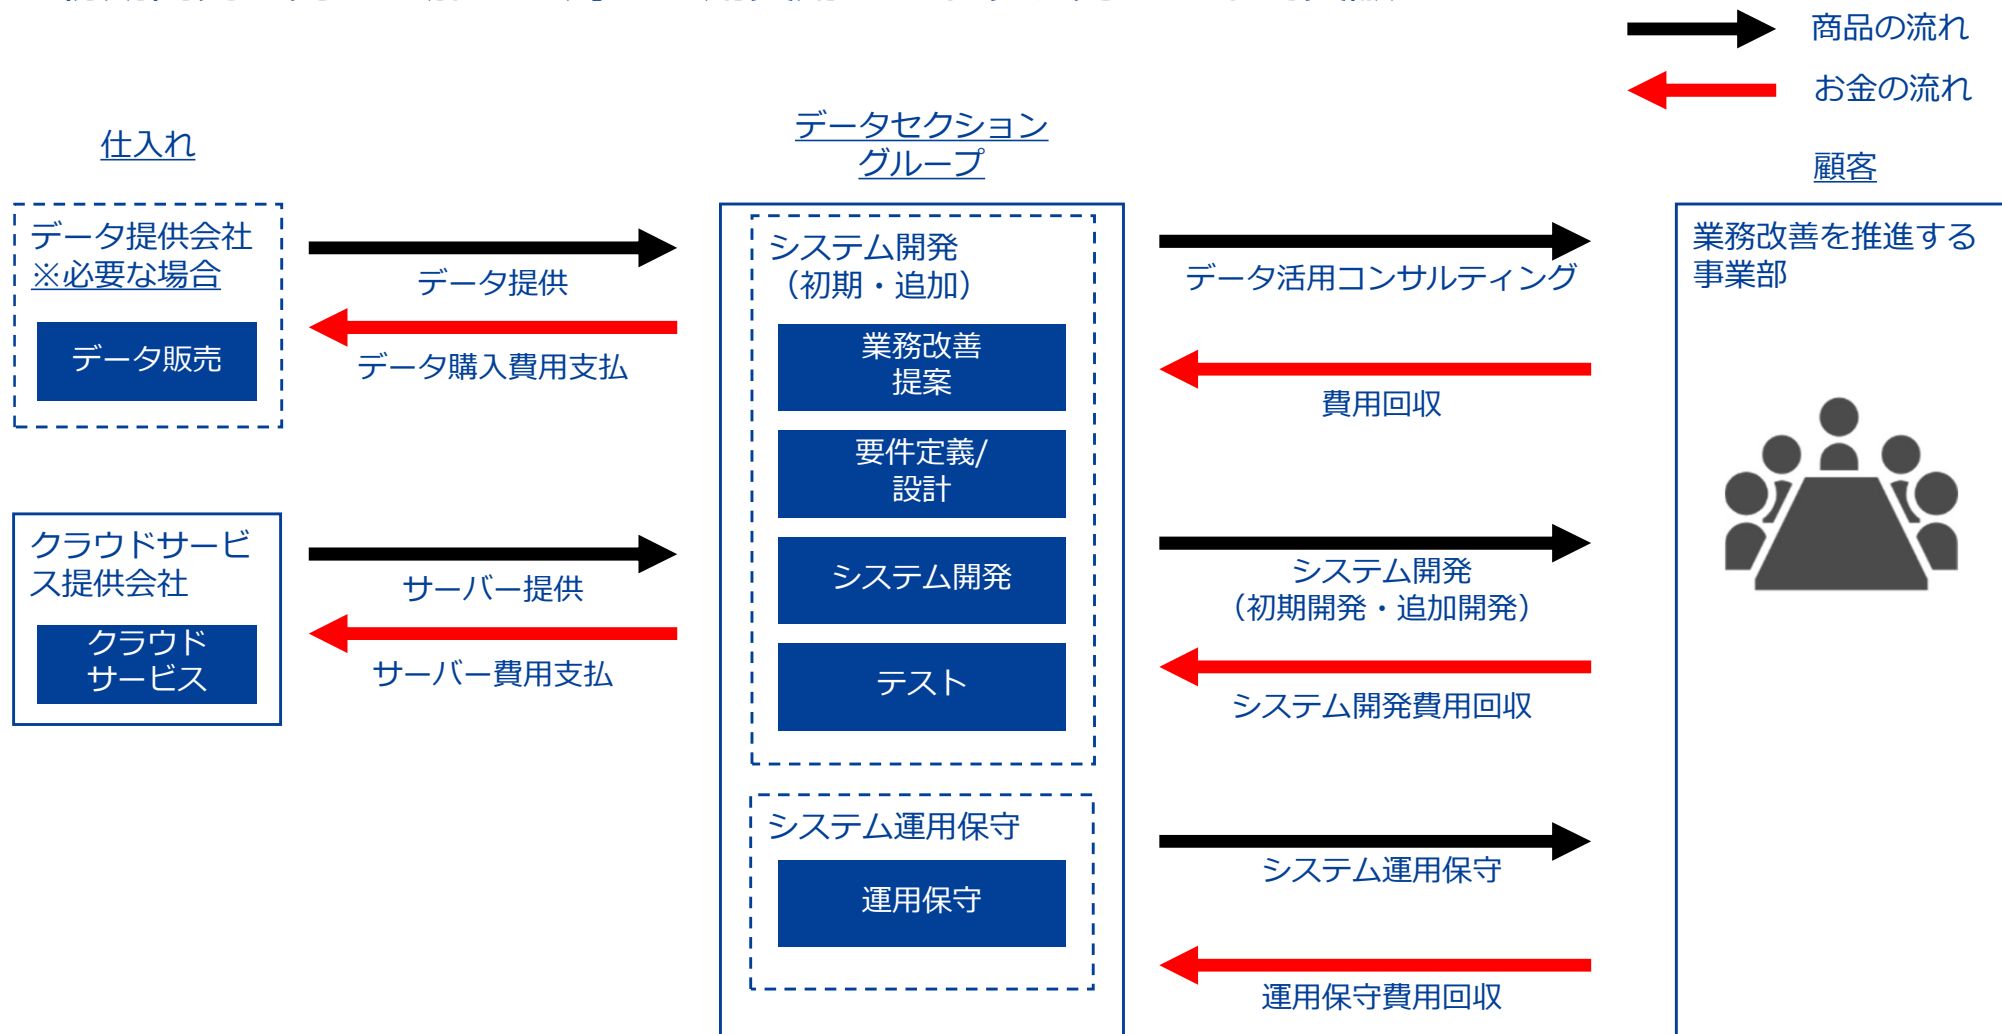 商品の流れ
お金の流れ
仕入れ
データセクション
グループ
顧客
データ提供会社
※必要な場合
データ販売
データ提供
データ購入費用支払
クラウドサービ
ス提供会社
クラウド
サービス
サーバー提供
サーバー費用支払
システム開発
（初期・追加）
業務改善
提案
要件定義/
設計
システム開発
テスト
システム運用保守
運用保守
データ活用コンサルティング
費用回収
システム開発
（初期開発・追加開発）
システム開発費用回収
システム運用保守
運用保守費用回収
業務改善を推進する
事業部